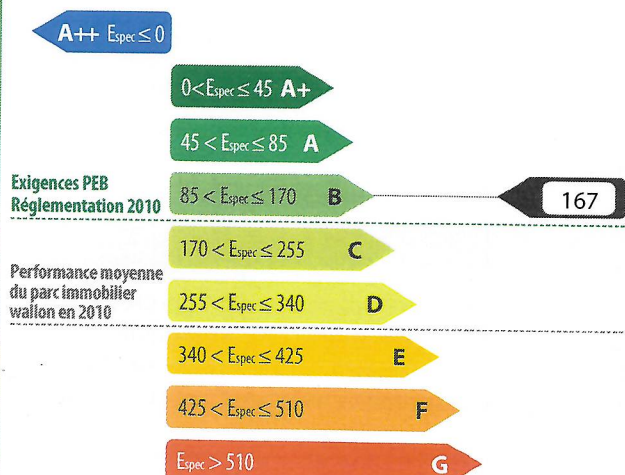 A++ Espec ≤ 0
0 < Espec ≤ 45 A+
45 < Espec ≤ 85 A
Exigences PEB
Réglementation 2010
85 < Espec ≤ 170 B
167
170 < Espec ≤ 255 C
Performance moyenne
du parc immobilier
wallon en 2010
255 < Espec ≤ 340 D
340 < Espec ≤ 425 E
425 < Espec ≤ 510 F
Espec > 510 G